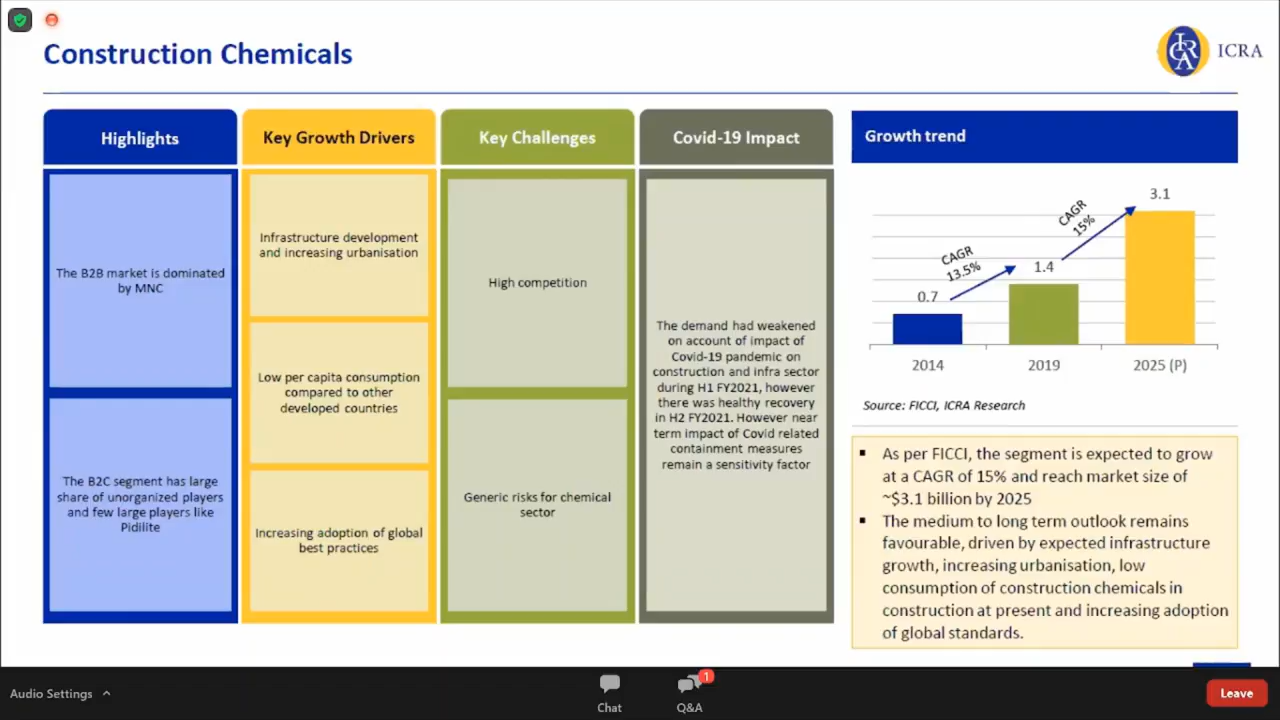 Construction Chemicals
ICRA
ICRA
Highlights
The B2B market is dominated
by MNC
The B2C segment has large
share of unorganized players
and few large players like
Pidilite
Key Growth Drivers
Infrastructure development
and increasing urbanisation
Low per capita consumption
compared to other
developed countries
Increasing adoption of global
best practices
Key Challenges
High competition
Generic risks for chemical
sector
Covid-19 Impact
The demand had weakened
on account of impact of
Covid-19 pandemic on
construction and infra sector
during H1 FY2021, however
there was healthy recovery
in H2 FY2021. However near
term impact of Covid related
containment measures
remain a sensitivity factor
Growth trend
3.1
CAGR
15%
CAGR
13.5%
1.4
0.7
2014
2019
2025 (P)
Source: FICCI, ICRA Research
▪ As per FICCI, the segment is expected to grow
at a CAGR of 15% and reach market size of
~$3.1 billion by 2025
▪ The medium to long term outlook remains
favourable, driven by expected infrastructure
growth, increasing urbanisation, low
consumption of construction chemicals in
construction at present and increasing adoption
of global standards.
Audio Settings
Chat
1
Q&A
Leave